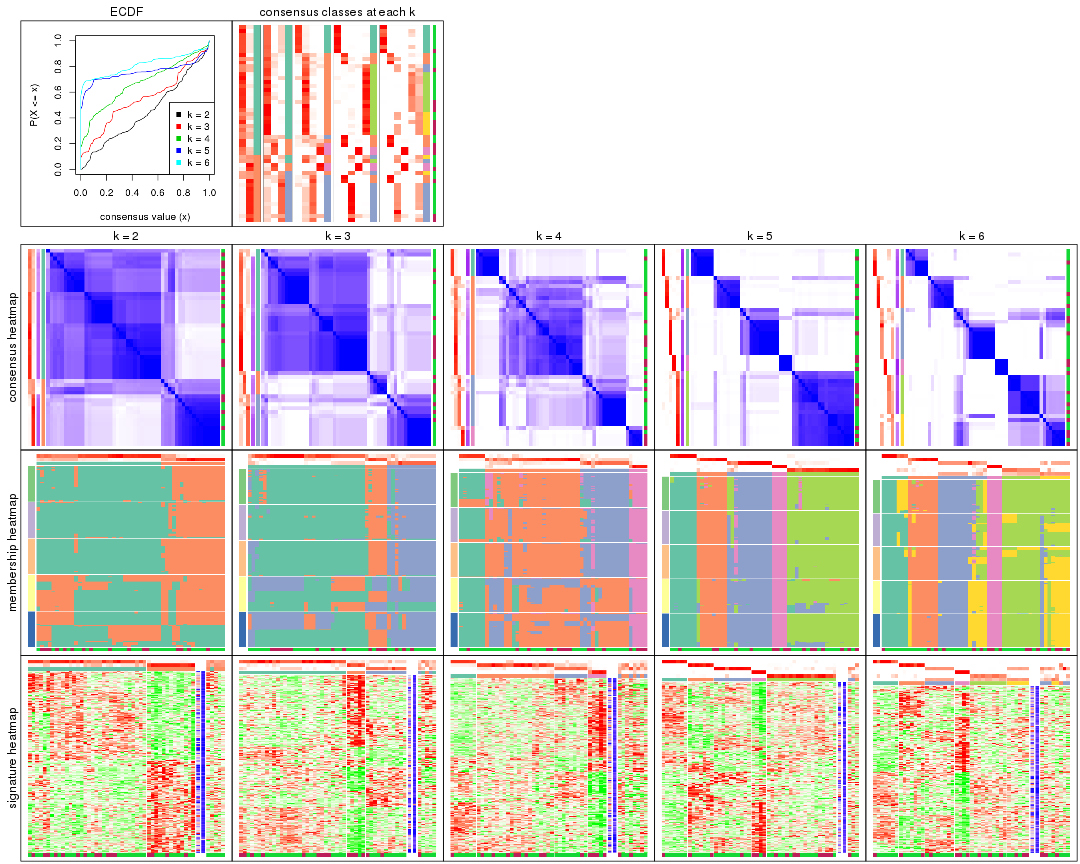 ECDF
consensus classes at each k
P(X <= x)
0.0 0.2 0.4 0.6 0.8 1.0
k = 2
k = 3
k = 4
k = 5
k = 6
0.0 0.2 0.4 0.6 0.8 1.0
consensus value (x)
k = 2
k = 3
k = 4
k = 5
k = 6
consensus heatmap
membership heatmap
signature heatmap